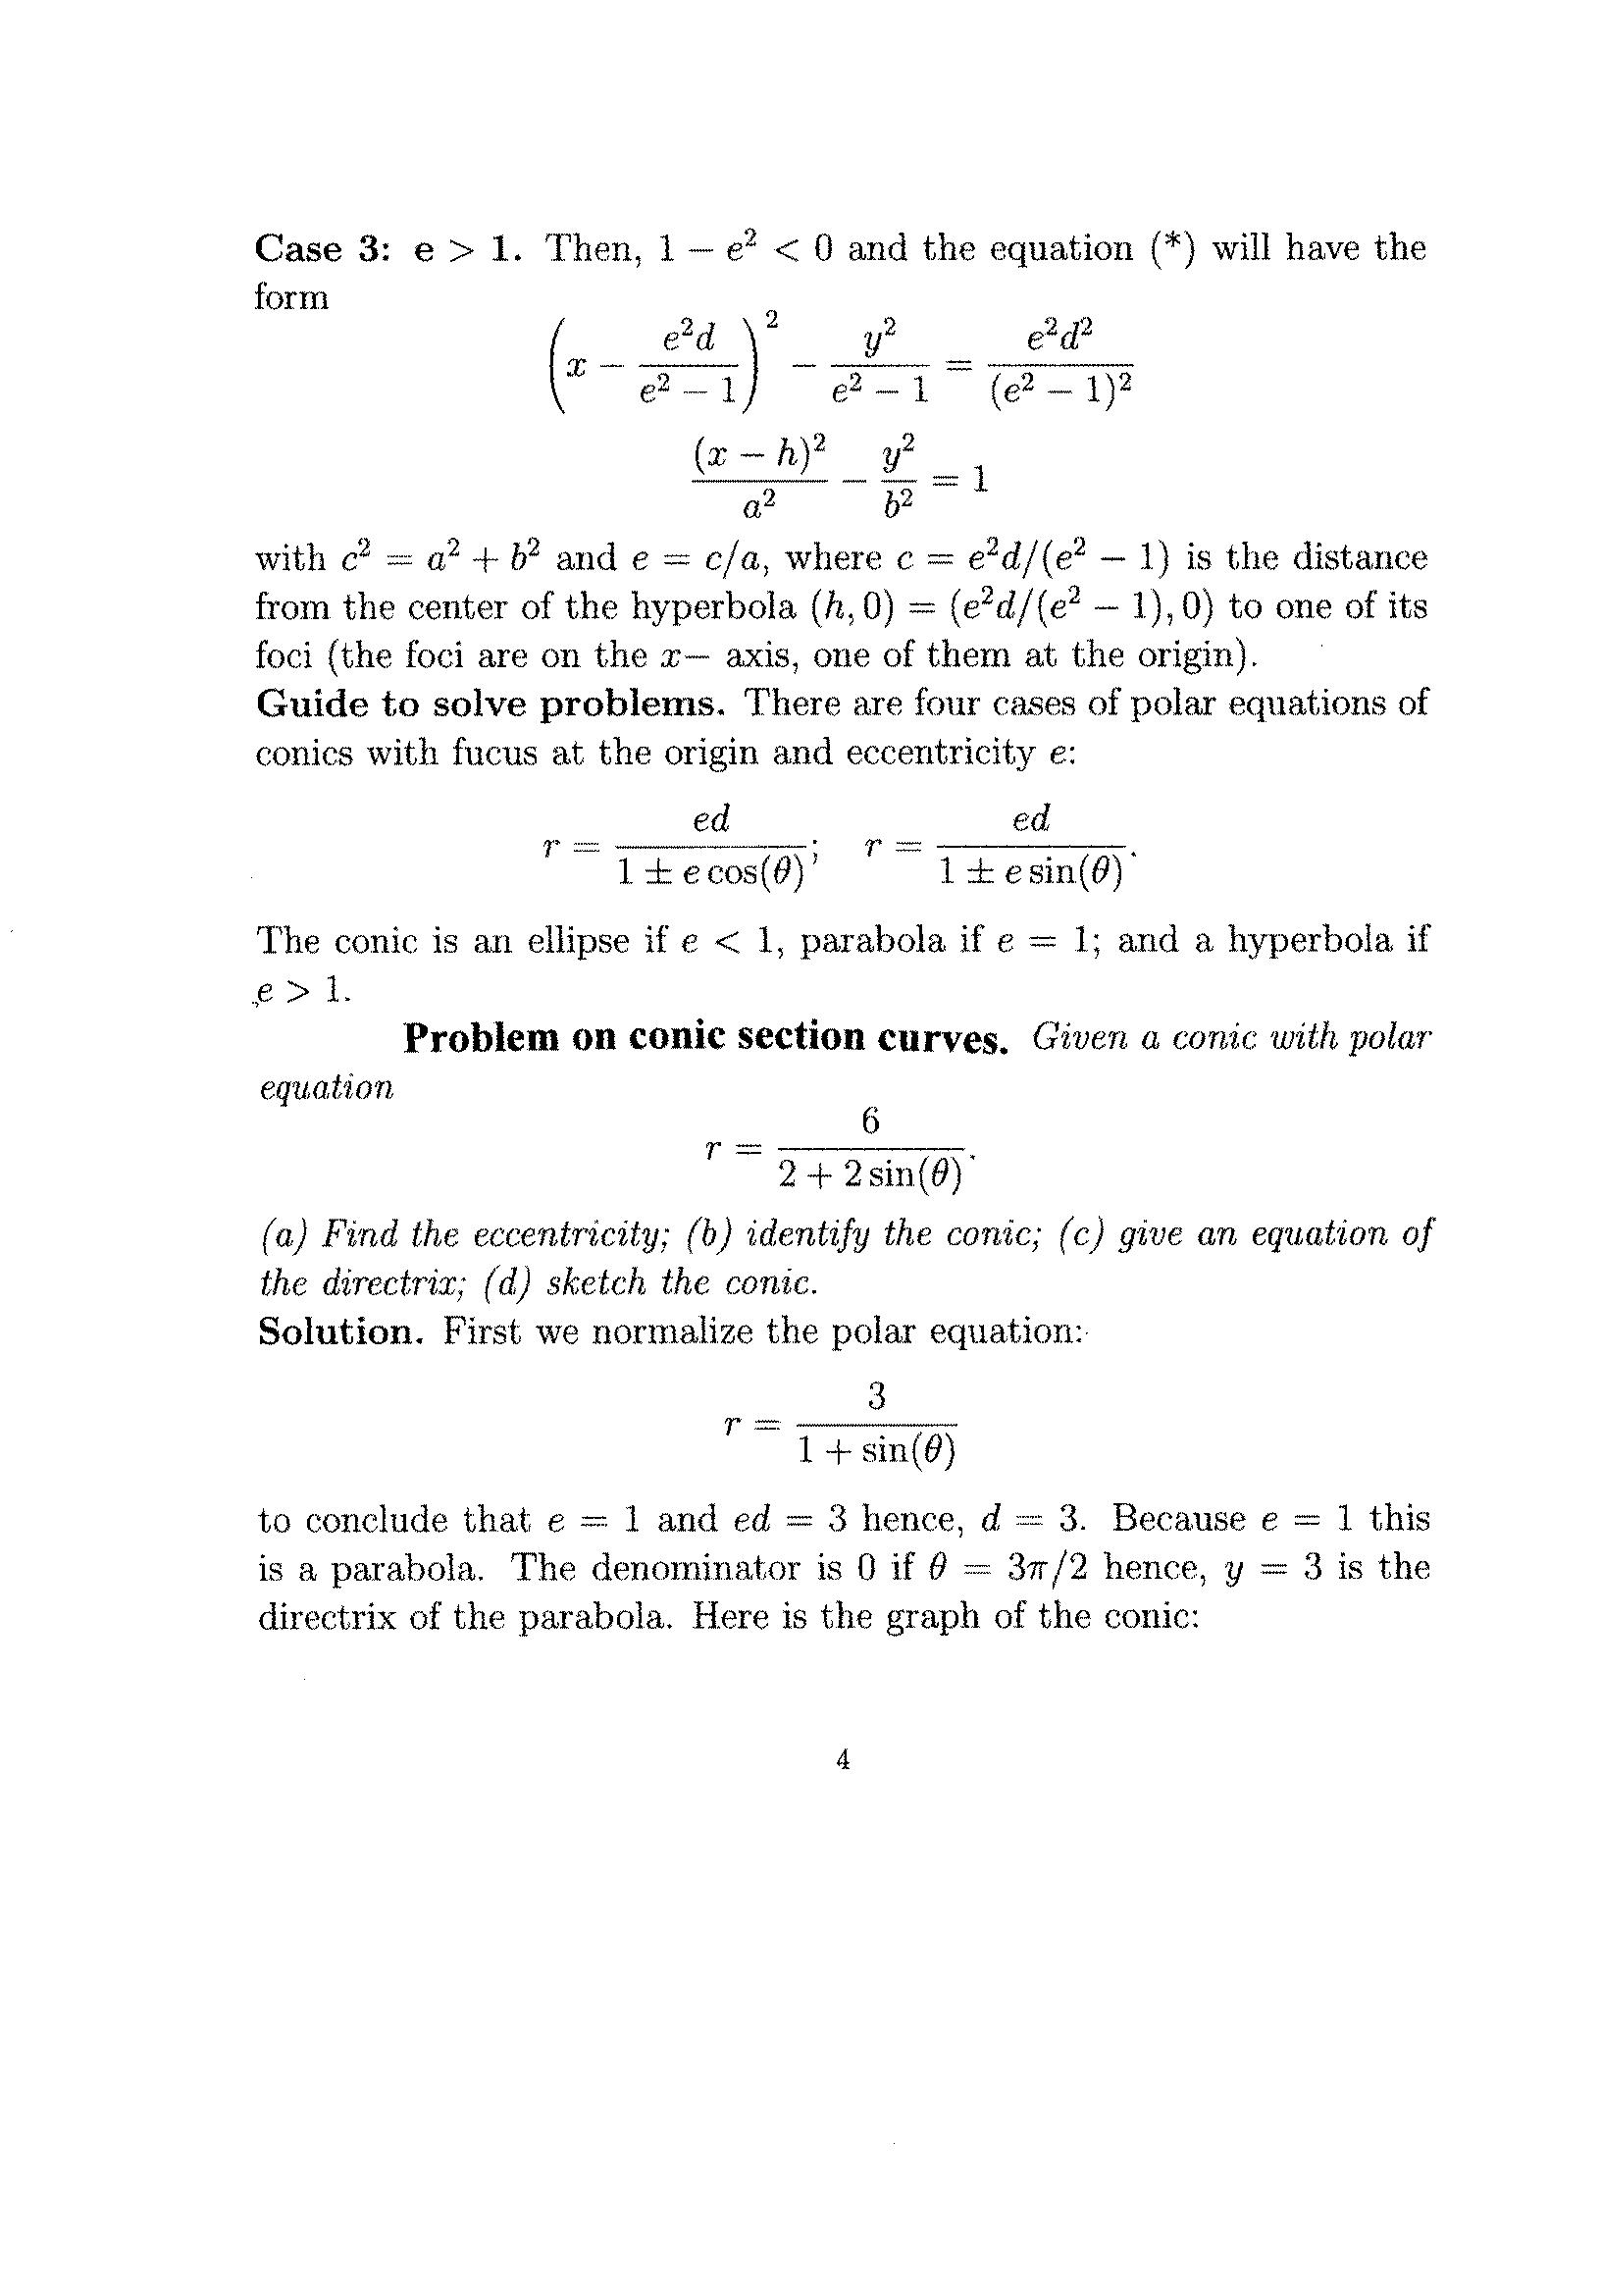 Case 3: e > 1. Then, 1 − e² < 0 and the equation (*) will have the
form
(x − e²d/(e² − 1))² − y²/(e² − 1) = e²d²/(e² − 1)²
(x − h)²/a² − y²/b² = 1
with c² = a² + b² and e = c/a, where c = e²d/(e² − 1) is the distance
from the center of the hyperbola (h, 0) = (e²d/(e² − 1), 0) to one of its
foci (the foci are on the x− axis, one of them at the origin).
Guide to solve problems. There are four cases of polar equations of
conics with fucus at the origin and eccentricity e:
r = ed/(1 ± e cos(θ)); r = ed/(1 ± e sin(θ)).
The conic is an ellipse if e < 1, parabola if e = 1; and a hyperbola if
e > 1.
Problem on conic section curves. Given a conic with polar
equation
r = 6/(2 + 2 sin(θ)).
(a) Find the eccentricity; (b) identify the conic; (c) give an equation of
the directrix; (d) sketch the conic.
Solution. First we normalize the polar equation:
r = 3/(1 + sin(θ))
to conclude that e = 1 and ed = 3 hence, d = 3. Because e = 1 this
is a parabola. The denominator is 0 if θ = 3π/2 hence, y = 3 is the
directrix of the parabola. Here is the graph of the conic:
4